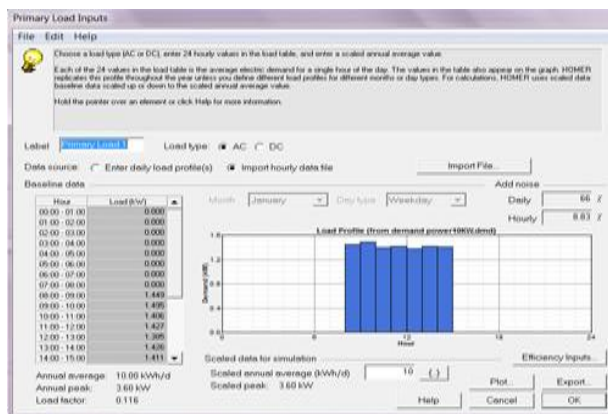 Primary Load Inputs
File Edit Help
Choose a load type (AC or DC), enter 24 hourly values in the load table, and enter a scaled annual average value.
Each of the 24 values in the load table is the average electric demand for a single hour of the day. The values in the table also appear on the graph. HOMER
replicates this profile throughout the year unless you define different load profiles for different months or day types. For calculations, HOMER uses scaled data
baseline data scaled up or down to the scaled annual average value.
Hold the pointer over an element or click Help for more information.
Label Primary Load 1 Load type: AC DC
Data source: Enter daily load profile(s) Import hourly data file Import File...
Baseline data Add noise
Month January Day type Weekday Daily 66 %
Hour Load (kW) Hourly %
00:00 - 01:00 0.000
01:00 - 02:00 0.000
02:00 - 03:00 0.000
03:00 - 04:00 0.000
04:00 - 05:00 0.000
05:00 - 06:00 0.000
06:00 - 07:00 0.000
07:00 - 08:00 0.000
08:00 - 09:00 1.449
09:00 - 10:00 1.495
10:00 - 11:00 1.406
11:00 - 12:00 1.427
12:00 - 13:00 1.385
13:00 - 14:00 1.426
14:00 - 15:00 1.411
Load Profile (from demand power10KW.dmd)
Demand (kW)
1.6
1.2
0.8
0.4
0.0
0 6 12 18 24
Hour
Scaled data for simulation Efficiency Inputs...
Annual average: 10.00 kWh/d
Annual peak: 3.60 kW
Load factor: 0.116
Scaled annual average (kWh/d) 10 {..}
Scaled peak: 3.60 kW
Plot... Export...
Help Cancel OK